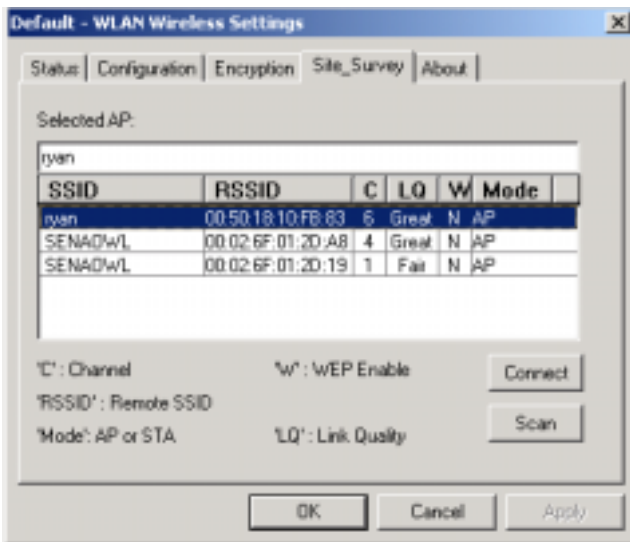 Default - WLAN Wireless Settings
Status Configuration Encryption Site_Survey About
Selected AP:
ryan
SSID RSSID C LQ W Mode
ryan 00:50:18:10:FB:83 6 Great N AP
SENAOWL 00:02:6F:01:2D:A8 4 Great N AP
SENAOWL 00:02:6F:01:2D:19 1 Fair N AP
'C' : Channel 'W' : WEP Enable
'RSSID' : Remote SSID
'Mode': AP or STA 'LQ' : Link Quality
Connect
Scan
OK Cancel Apply